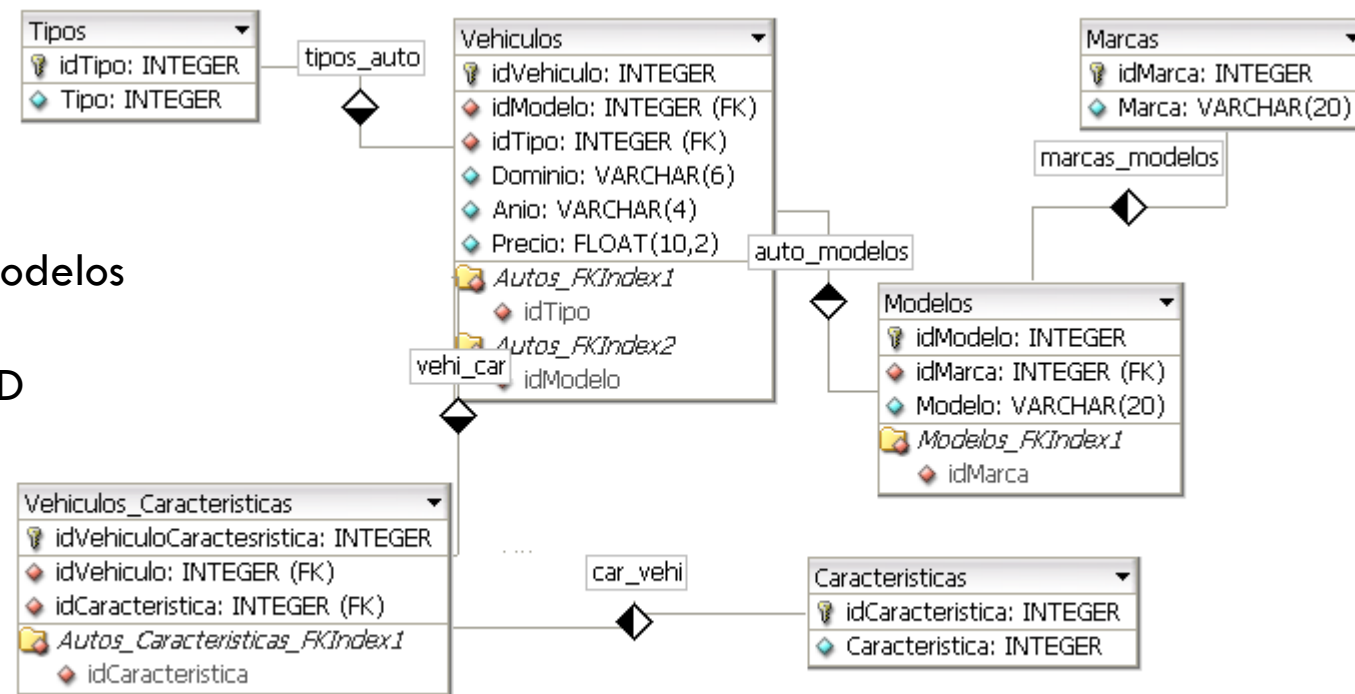 Tipos
idTipo: INTEGER
Tipo: INTEGER
tipos_auto
Vehiculos
idVehiculo: INTEGER
idModelo: INTEGER (FK)
idTipo: INTEGER (FK)
Dominio: VARCHAR(6)
Anio: VARCHAR(4)
Precio: FLOAT(10,2)
Autos_FKIndex1
idTipo
Autos_FKIndex2
idModelo
Marcas
idMarca: INTEGER
Marca: VARCHAR(20)
marcas_modelos
auto_modelos
Modelos
idModelo: INTEGER
idMarca: INTEGER (FK)
Modelo: VARCHAR(20)
Modelos_FKIndex1
idMarca
odelos
D
vehi_car
Vehiculos_Caracteristicas
idVehiculoCaractesristica: INTEGER
idVehiculo: INTEGER (FK)
idCaracteristica: INTEGER (FK)
Autos_Caracteristicas_FKIndex1
idCaracteristica
car_vehi
Caracteristicas
idCaracteristica: INTEGER
Caracteristica: INTEGER